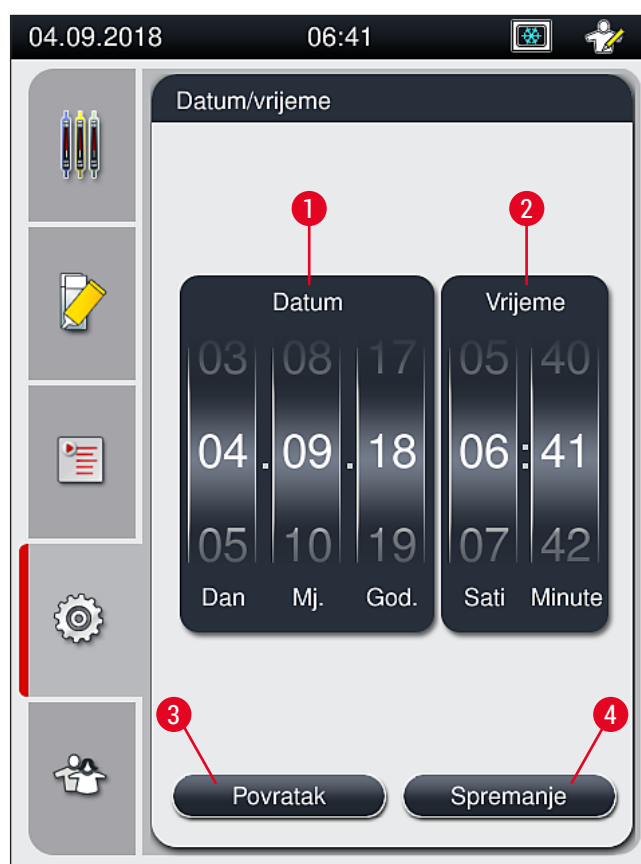 04.09.2018 06:41
Datum/vrijeme
1 2
Datum Vrijeme
03 08 17 05 40
04 . 09 . 18 06 : 41
05 10 19 07 42
Dan Mj. God. Sati Minute
3 4
Povratak Spremanje